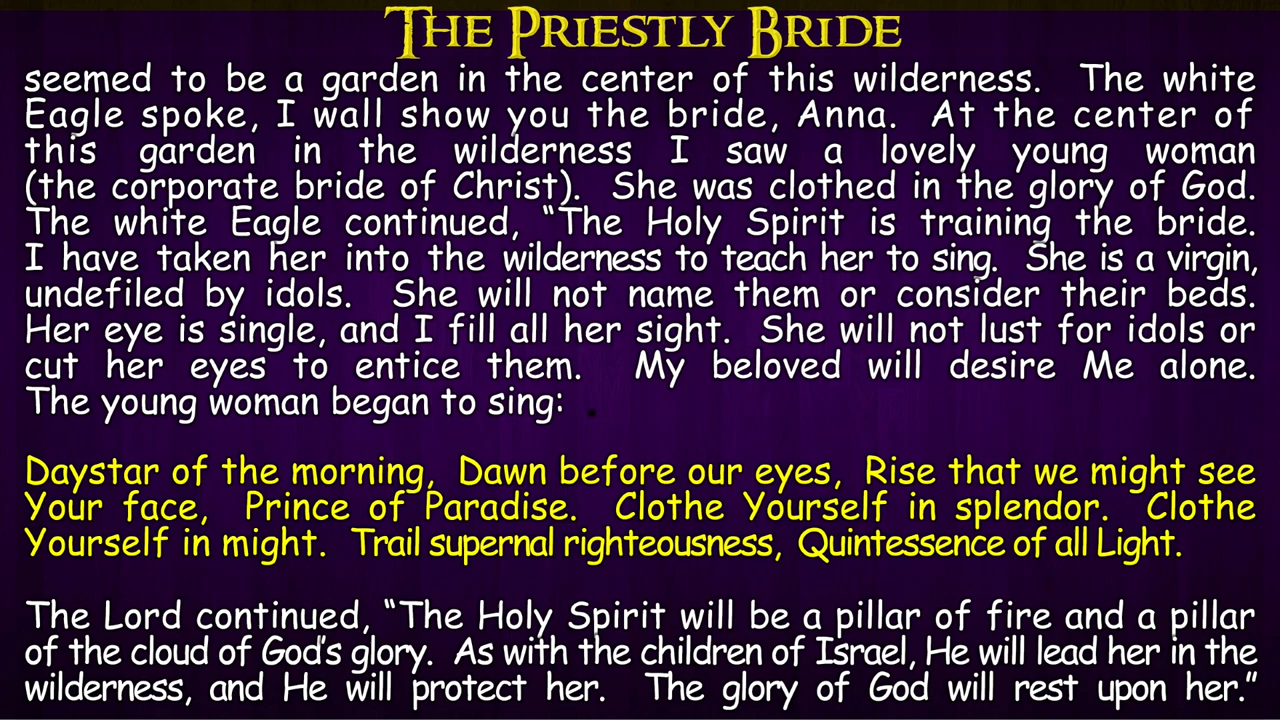 The Priestly Bride
seemed to be a garden in the center of this wilderness. The white
Eagle spoke, I wall show you the bride, Anna. At the center of
this garden in the wilderness I saw a lovely young woman
(the corporate bride of Christ). She was clothed in the glory of God.
The white Eagle continued, “The Holy Spirit is training the bride.
I have taken her into the wilderness to teach her to sing. She is a virgin,
undefiled by idols. She will not name them or consider their beds.
Her eye is single, and I fill all her sight. She will not lust for idols or
cut her eyes to entice them. My beloved will desire Me alone.
The young woman began to sing:
Daystar of the morning, Dawn before our eyes, Rise that we might see
Your face, Prince of Paradise. Clothe Yourself in splendor. Clothe
Yourself in might. Trail supernal righteousness, Quintessence of all Light.
The Lord continued, “The Holy Spirit will be a pillar of fire and a pillar
of the cloud of God's glory. As with the children of Israel, He will lead her in the
wilderness, and He will protect her. The glory of God will rest upon her.”